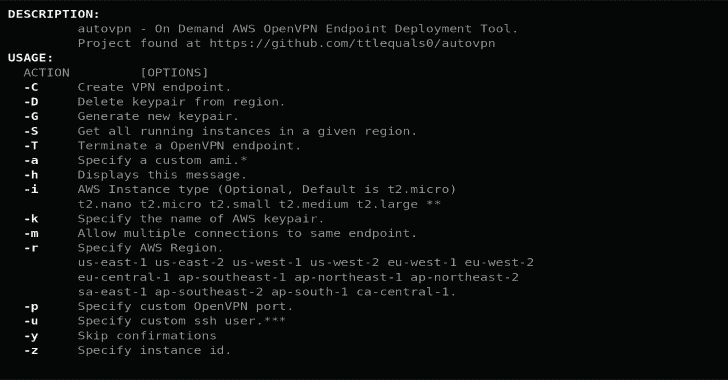 DESCRIPTION:
autovpn - On Demand AWS OpenVPN Endpoint Deployment Tool.
Project found at https://github.com/ttlequals0/autovpn
USAGE:
ACTION [OPTIONS]
-C Create VPN endpoint.
-D Delete keypair from region.
-G Generate new keypair.
-S Get all running instances in a given region.
-T Terminate a OpenVPN endpoint.
-a Specify a custom ami.*
-h Displays this message.
-i AWS Instance type (Optional, Default is t2.micro)
t2.nano t2.micro t2.small t2.medium t2.large **
-k Specify the name of AWS keypair.
-m Allow multiple connections to same endpoint.
-r Specify AWS Region.
us-east-1 us-east-2 us-west-1 us-west-2 eu-west-1 eu-west-2
eu-central-1 ap-southeast-1 ap-northeast-1 ap-northeast-2
sa-east-1 ap-southeast-2 ap-south-1 ca-central-1.
-p Specify custom OpenVPN port.
-u Specify custom ssh user.***
-y Skip confirmations
-z Specify instance id.